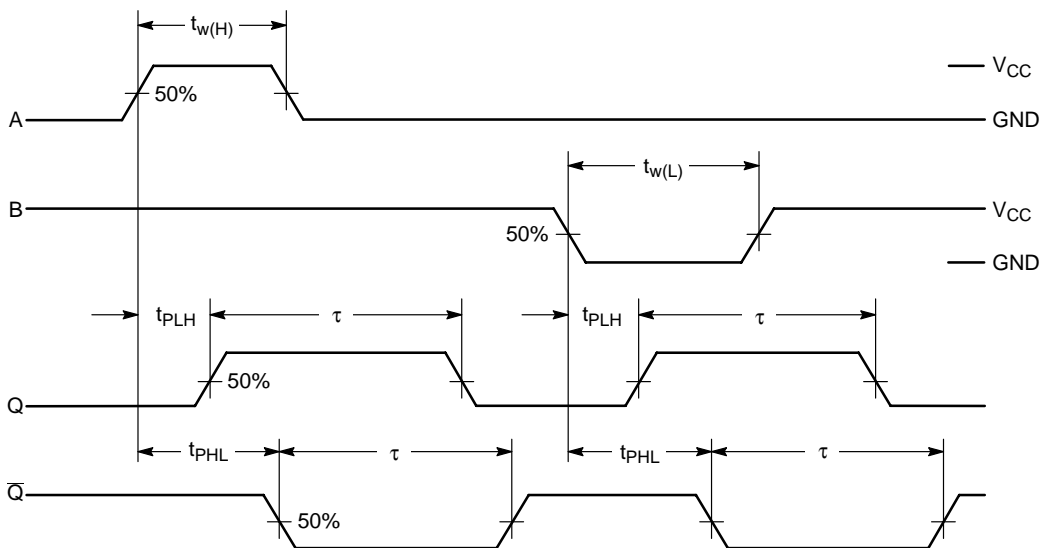 tw(H)
50%
A
VCC
GND
tw(L)
B
50%
VCC
GND
tPLH
τ
tPLH
τ
50%
Q
tPHL
τ
tPHL
τ
Q̅
50%